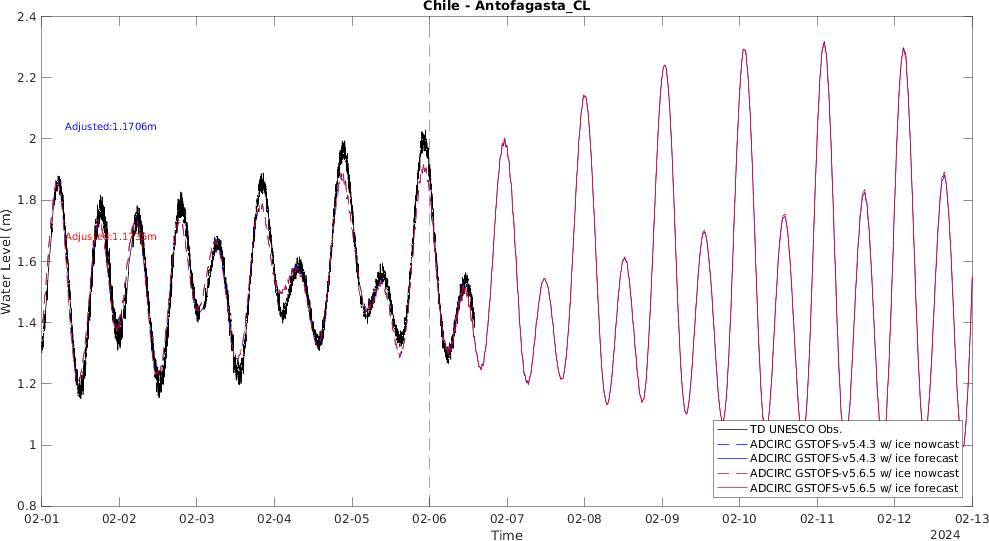 Chile - Antofagasta_CL
2.4
2.2
2
1.8
1.6
1.4
1.2
1
0.8
Water Level (m)
Adjusted:1.1706m
TD UNESCO Obs.
ADCIRC GSTOFS-v5.4.3 w/ ice nowcast
ADCIRC GSTOFS-v5.4.3 w/ ice forecast
ADCIRC GSTOFS-v5.6.5 w/ ice nowcast
ADCIRC GSTOFS-v5.6.5 w/ ice forecast
02-01 02-02 02-03 02-04 02-05 02-06 02-07 02-08 02-09 02-10 02-11 02-12 02-13
Time
2024